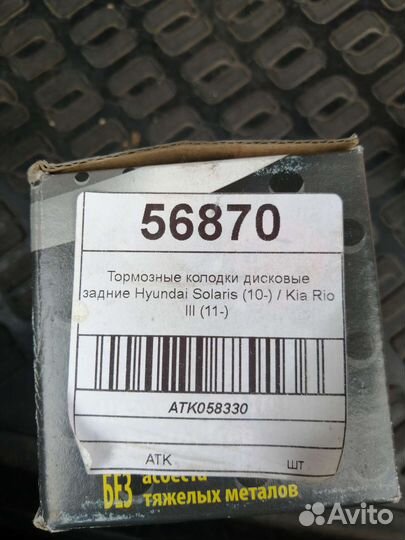 56870
Тормозные колодки дисковые
задние Hyundai Solaris (10-) / Kia Rio
III (11-)
ATK058330
ATK
шт
БЕЗ асбеста
тяжелых металов
Avito